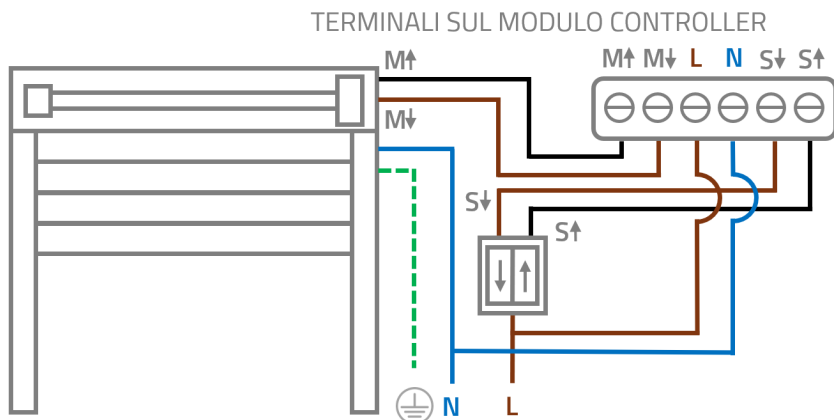 TERMINALI SUL MODULO CONTROLLER
M↑ M↓ L N S↓ S↑
M↑
M↓
S↓
S↑
N L